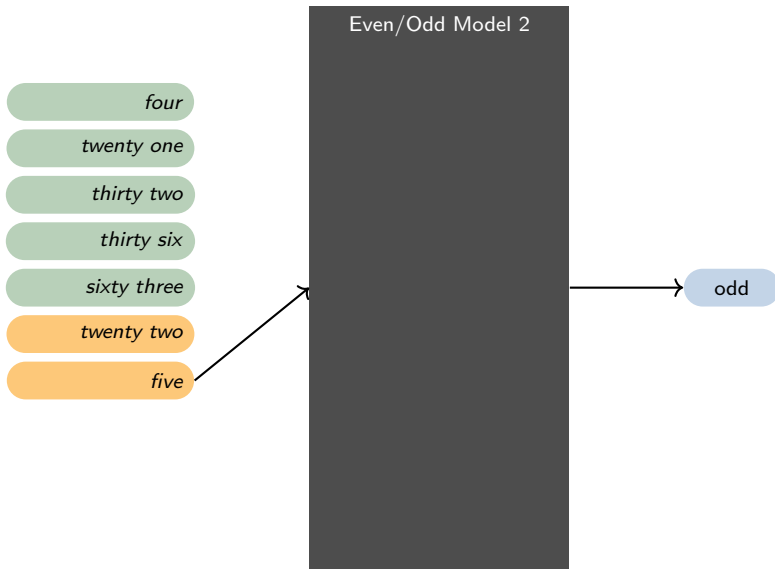 Even/Odd Model 2
four
twenty one
thirty two
thirty six
sixty three
twenty two
five
odd